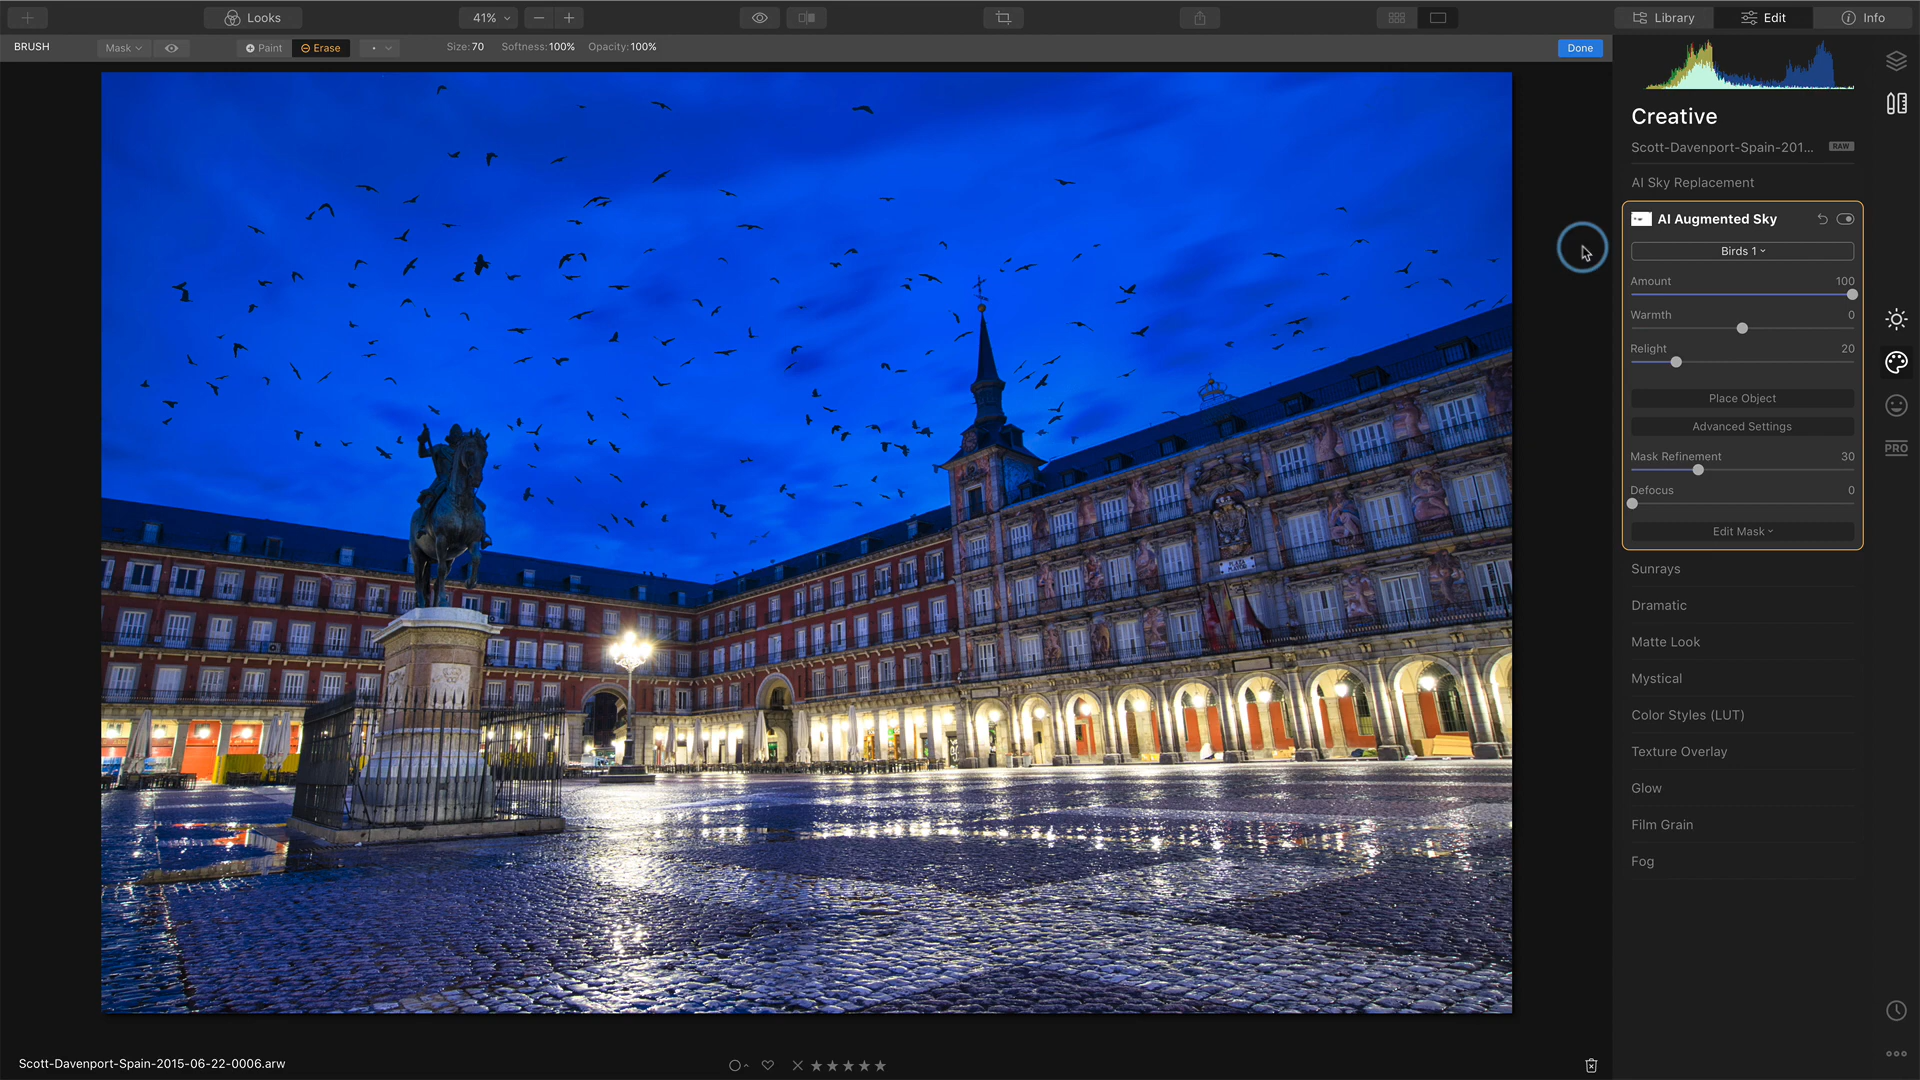 Looks
41%
Library
Edit
Info
BRUSH
Mask
Paint
Erase
Size: 70
Softness: 100%
Opacity: 100%
Done
Creative
Scott-Davenport-Spain-201...
RAW
AI Sky Replacement
AI Augmented Sky
Birds 1
Amount 100
Warmth 0
Relight 20
Place Object
Advanced Settings
Mask Refinement 30
Defocus 0
Edit Mask
PRO
Sunrays
Dramatic
Matte Look
Mystical
Color Styles (LUT)
Texture Overlay
Glow
Film Grain
Fog
PLAZA
MAYOR
Scott-Davenport-Spain-2015-06-22-0006.arw